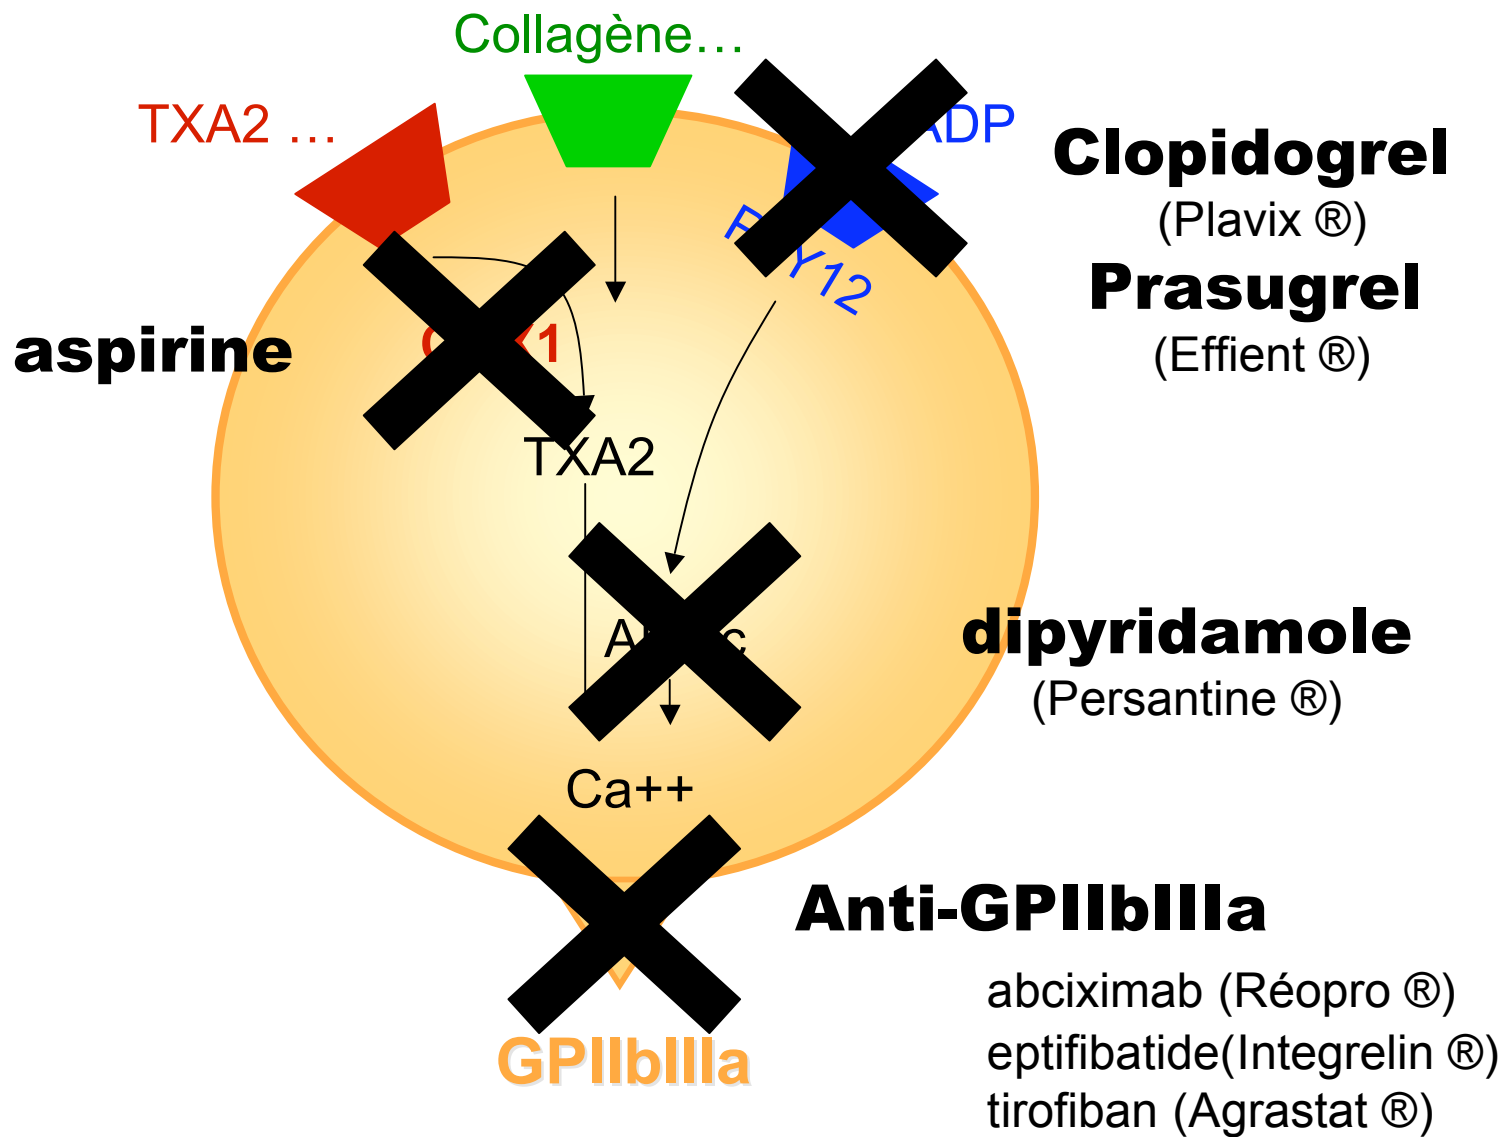 Collagène…
TXA2 …
ADP
Clopidogrel
(Plavix ®)
Prasugrel
(Effient ®)
aspirine
TXA2
dipyridamole
(Persantine ®)
Ca++
Anti-GPIIbIIIa
abciximab (Réopro ®)
GPIIbIIIa
eptifibatide(Integrelin ®)
tirofiban (Agrastat ®)